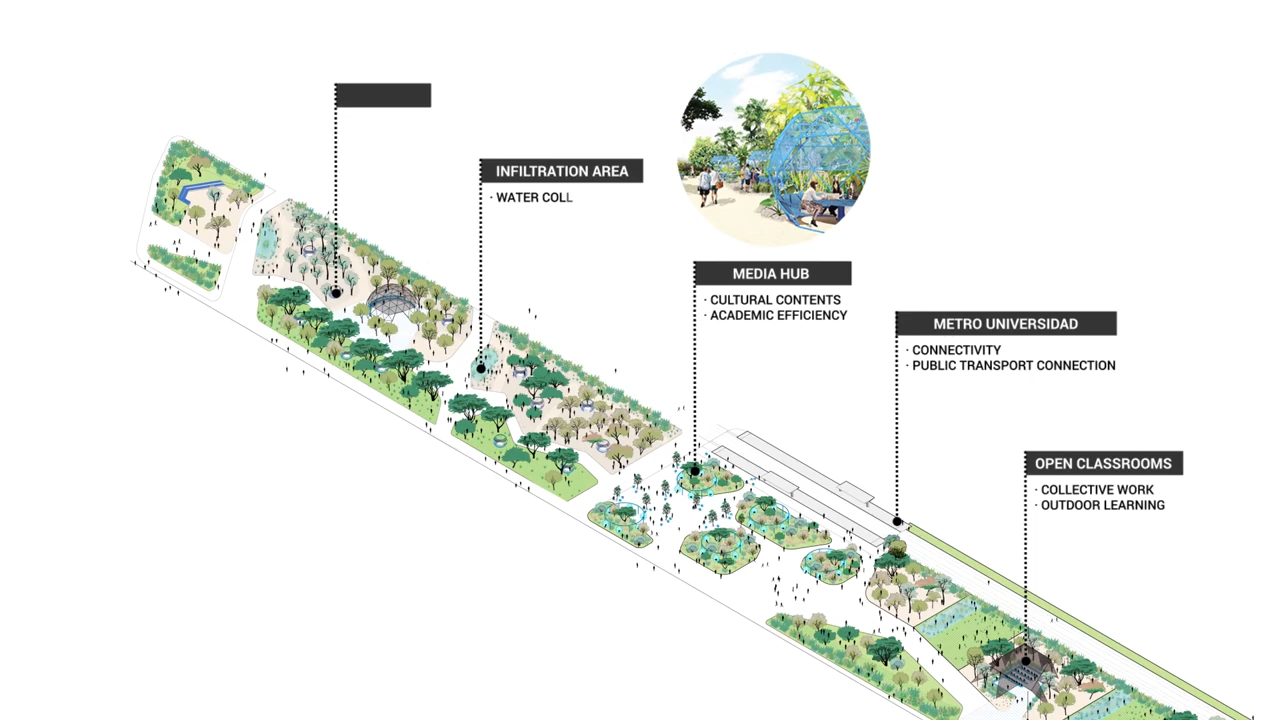 INFILTRATION AREA
· WATER COLL
MEDIA HUB
· CULTURAL CONTENTS
· ACADEMIC EFFICIENCY
METRO UNIVERSIDAD
· CONNECTIVITY
· PUBLIC TRANSPORT CONNECTION
OPEN CLASSROOMS
· COLLECTIVE WORK
· OUTDOOR LEARNING